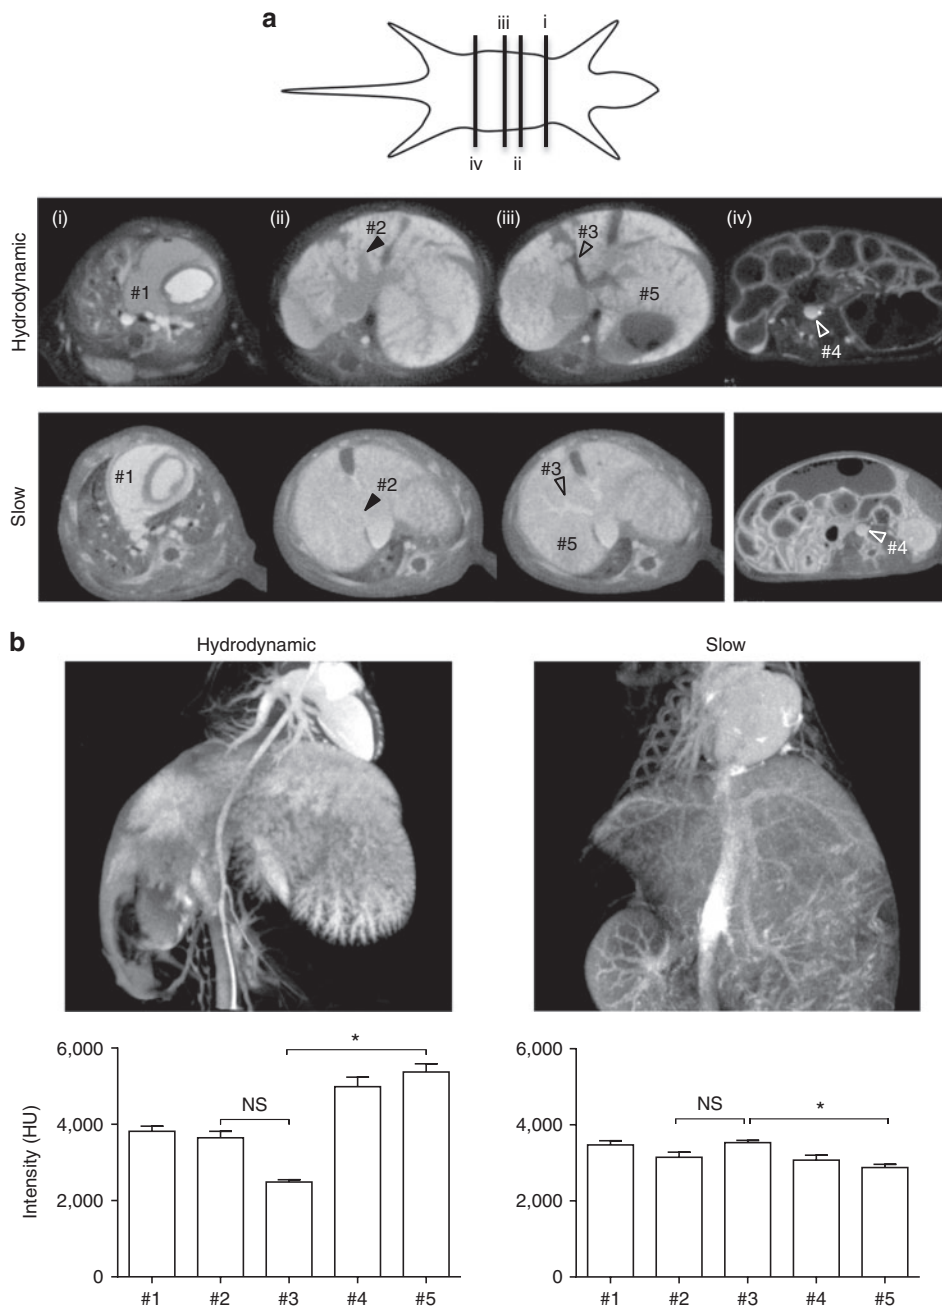 a
iii i
iv ii
Hydrodynamic
(i) (ii) (iii) (iv)
#2 #3
#1 #5
#4
Slow
#1 #2 #3
#5 #4
b
Hydrodynamic Slow
6,000
4,000
2,000
0
Intensity (HU)
NS *
#1 #2 #3 #4 #5
6,000
4,000
2,000
0
NS *
#1 #2 #3 #4 #5